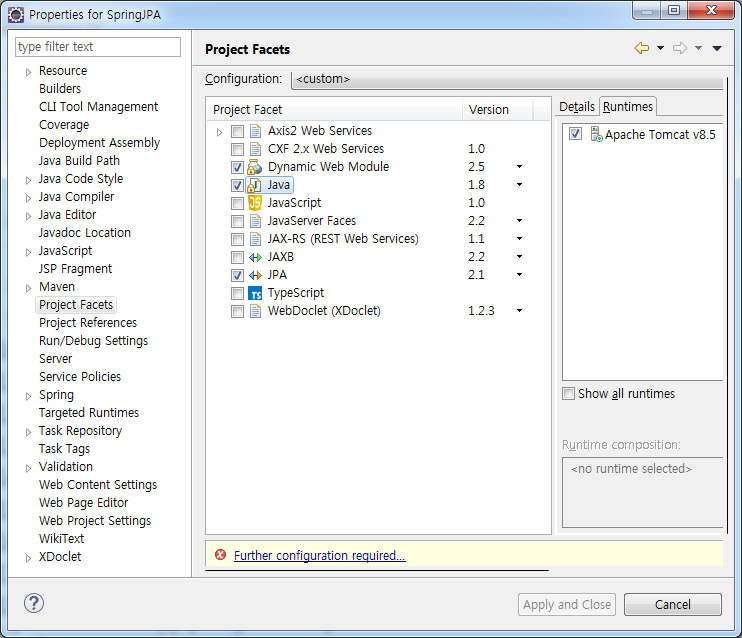 Properties for SpringJPA
type filter text
Resource
Builders
CLI Tool Management
Coverage
Deployment Assembly
Java Build Path
Java Code Style
Java Compiler
Java Editor
Javadoc Location
JavaScript
JSP Fragment
Maven
Project Facets
Project References
Run/Debug Settings
Server
Service Policies
Spring
Targeted Runtimes
Task Repository
Task Tags
Validation
Web Content Settings
Web Page Editor
Web Project Settings
WikiText
XDoclet
Project Facets
Configuration: <custom>
Project Facet Version
Axis2 Web Services
CXF 2.x Web Services 1.0
Dynamic Web Module 2.5
Java 1.8
JavaScript 1.0
JavaServer Faces 2.2
JAX-RS (REST Web Services) 1.1
JAXB 2.2
JPA 2.1
TypeScript
WebDoclet (XDoclet) 1.2.3
Details Runtimes
Apache Tomcat v8.5
Show all runtimes
Runtime composition:
<no runtime selected>
Further configuration required...
Apply and Close Cancel